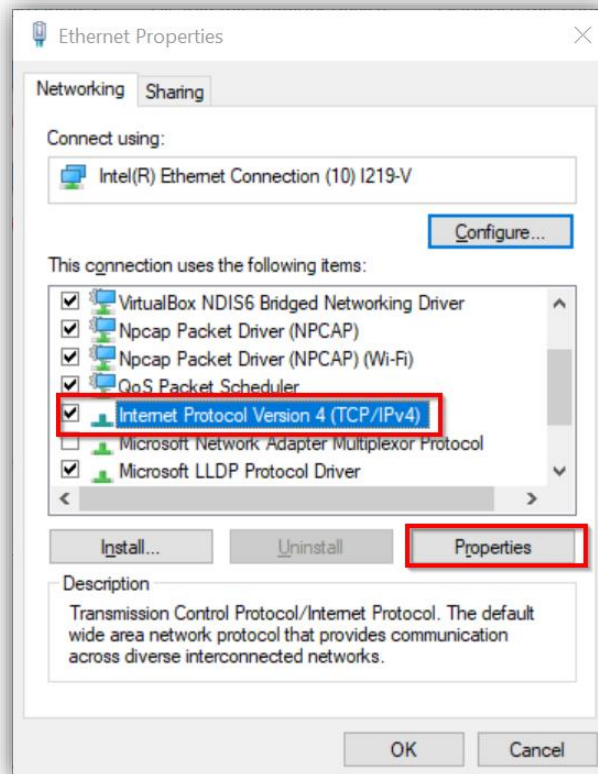 Ethernet Properties
Networking
Sharing
Connect using:
Intel(R) Ethernet Connection (10) I219-V
Configure...
This connection uses the following items:
VirtualBox NDIS6 Bridged Networking Driver
Npcap Packet Driver (NPCAP)
Npcap Packet Driver (NPCAP) (Wi-Fi)
QoS Packet Scheduler
Internet Protocol Version 4 (TCP/IPv4)
Microsoft Network Adapter Multiplexor Protocol
Microsoft LLDP Protocol Driver
Install...
Uninstall
Properties
Description
Transmission Control Protocol/Internet Protocol. The default
wide area network protocol that provides communication
across diverse interconnected networks.
OK
Cancel